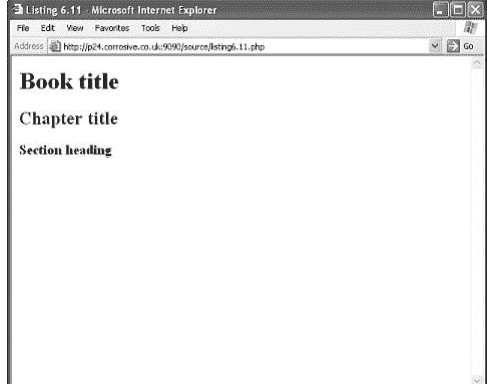 Listing 6.11 - Microsoft Internet Explorer
File Edit View Favorites Tools Help
Address http://p24.corrosive.co.uk:9090/source/listing6.11.php Go
Book title
Chapter title
Section heading